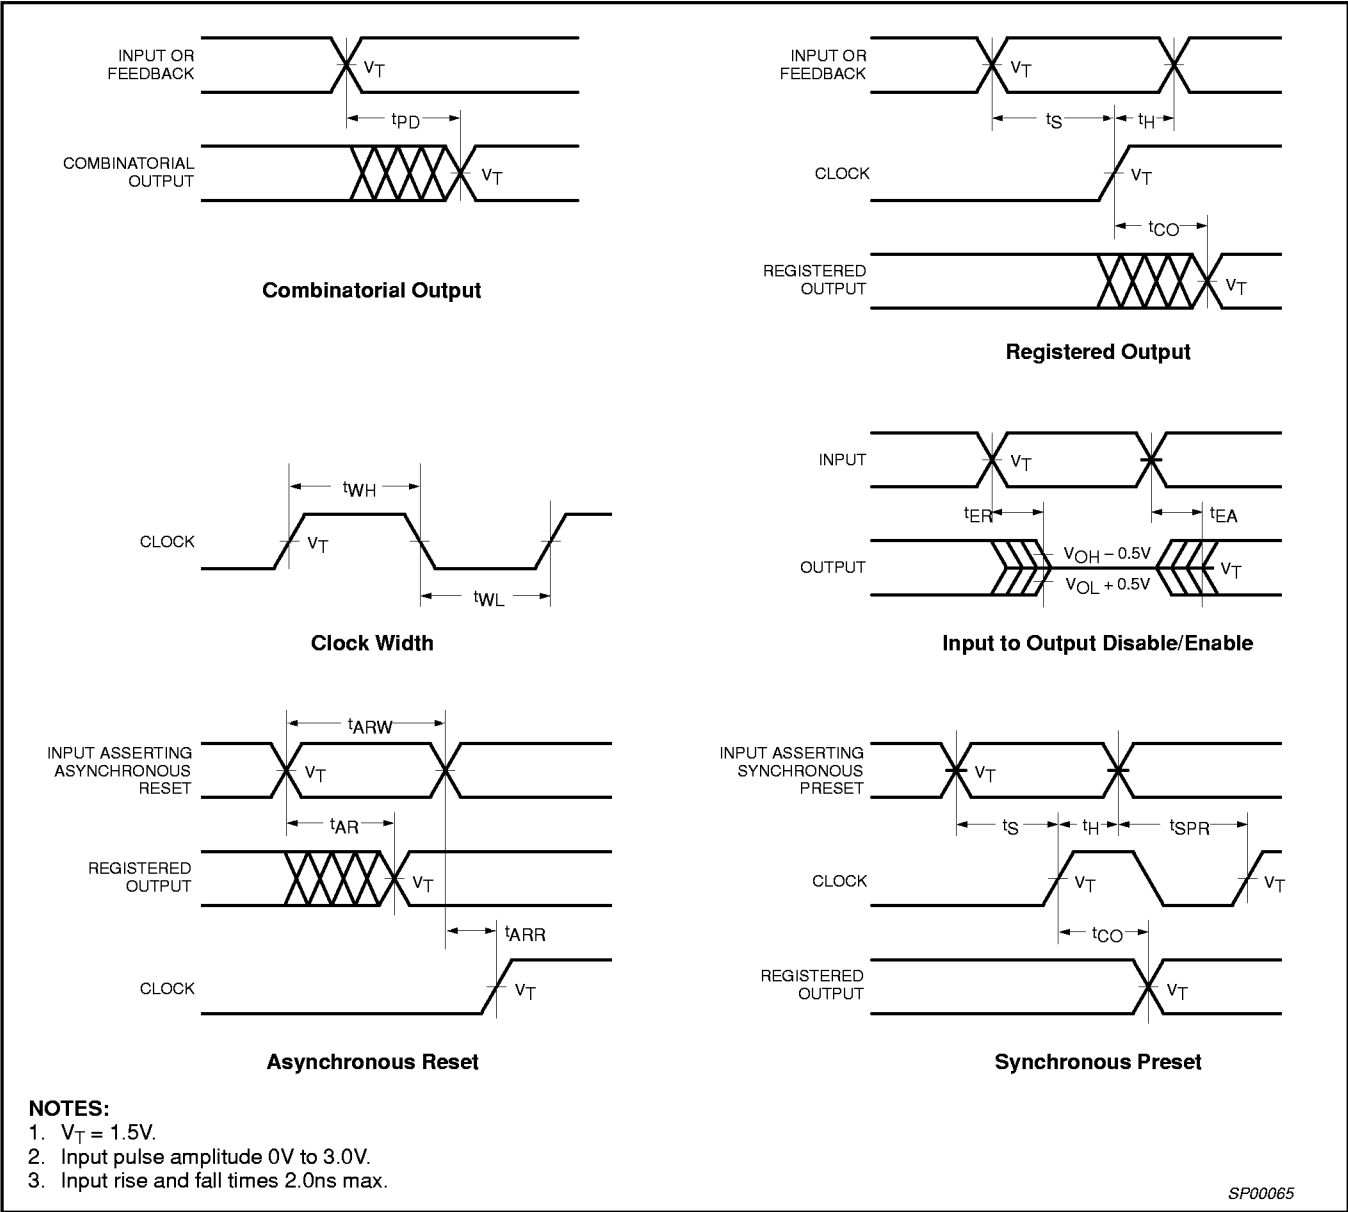 INPUT OR
FEEDBACK
VT
tPD
COMBINATORIAL
OUTPUT
VT
Combinatorial Output
INPUT OR
FEEDBACK
VT
tS
tH
CLOCK
VT
tCO
REGISTERED
OUTPUT
VT
Registered Output
tWH
CLOCK
VT
tWL
Clock Width
INPUT
VT
tER
tEA
OUTPUT
VOH – 0.5V
VOL + 0.5V
VT
Input to Output Disable/Enable
tARW
INPUT ASSERTING
ASYNCHRONOUS
RESET
VT
tAR
REGISTERED
OUTPUT
VT
tARR
CLOCK
VT
Asynchronous Reset
INPUT ASSERTING
SYNCHRONOUS
PRESET
VT
tS
tH
tSPR
CLOCK
VT
VT
tCO
REGISTERED
OUTPUT
VT
Synchronous Preset
NOTES:
1. VT = 1.5V.
2. Input pulse amplitude 0V to 3.0V.
3. Input rise and fall times 2.0ns max.
SP00065